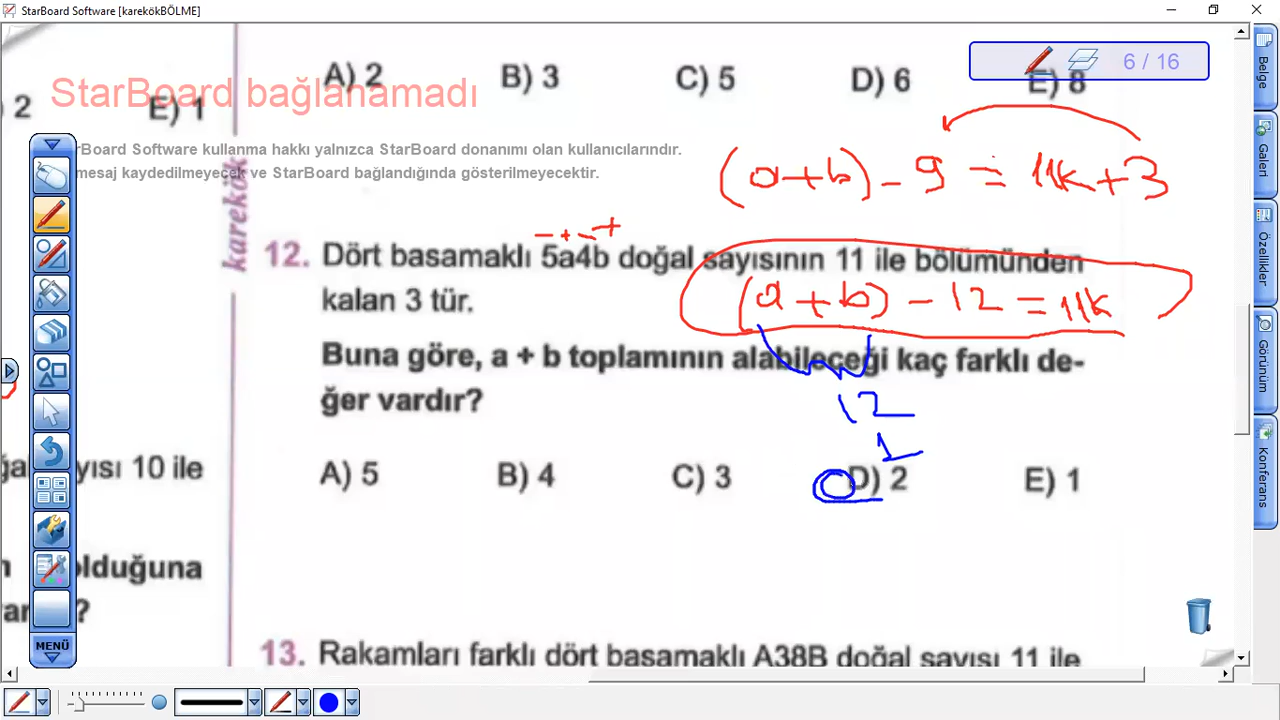 StarBoard Software [karekökBÖLME]
6 / 16
A) 2 B) 3 C) 5 D) 6 E) 8
2 E) 1
StarBoard bağlanamadı
rBoard Software kullanma hakkı yalnızca StarBoard donanımı olan kullanıcılarındır.
mesaj kaydedilmeyecek ve StarBoard bağlandığında gösterilmeyecektir.
(a+b) - 9 = 11k + 3
karekök
- + - +
12. Dört basamaklı 5a4b doğal sayısının 11 ile bölümünden
kalan 3 tür.
(a + b) - 12 = 11k
Buna göre, a + b toplamının alabileceği kaç farklı de-
ğer vardır?
12
1
A) 5 B) 4 C) 3 D) 2 E) 1
ğa yısı 10 ile
n olduğuna
var ?
13. Rakamları farklı dört basamaklı A38B doğal sayısı 11 ile
MENÜ
Belge
Galeri
Özellikler
Görünüm
Konferans